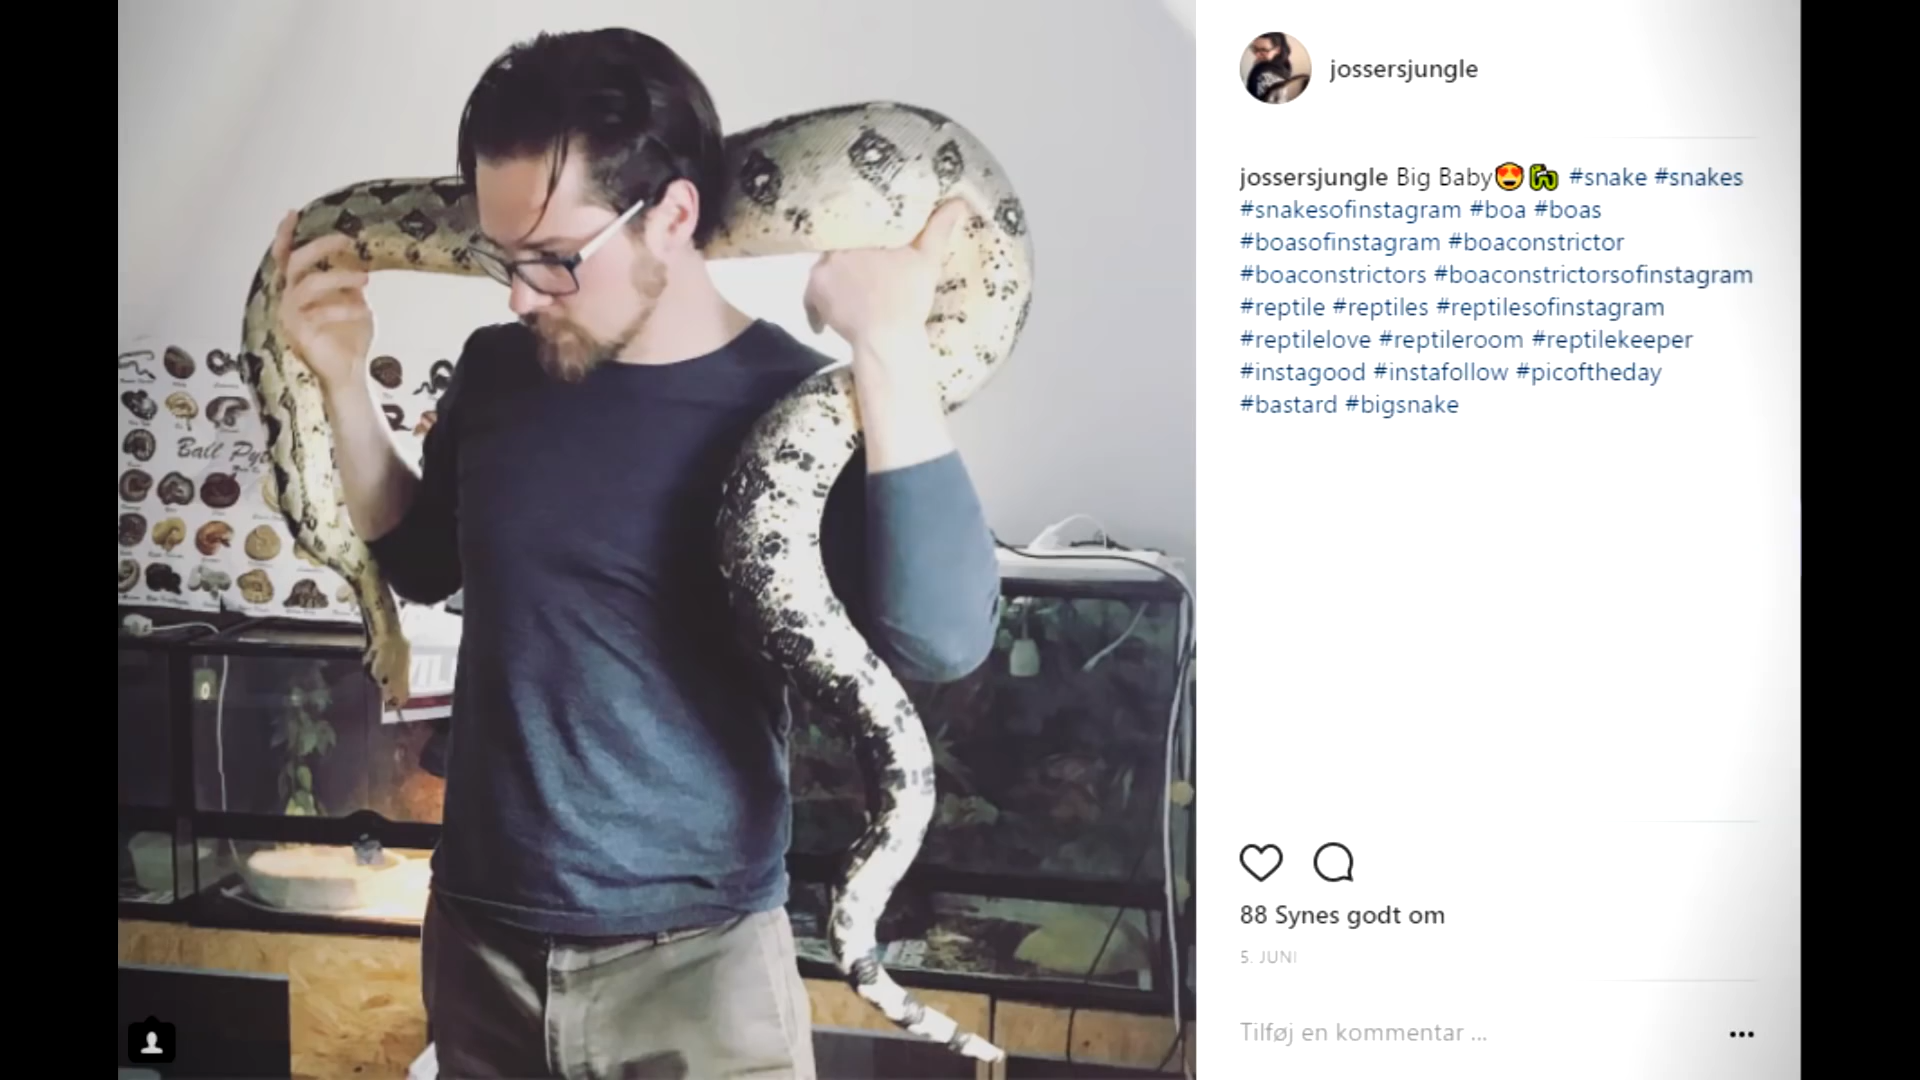 jossersjungle
jossersjungle Big Baby😍🐍 #snake #snakes
#snakesofinstagram #boa #boas
#boasofinstagram #boaconstrictor
#boaconstrictors #boaconstrictorsofinstagram
#reptile #reptiles #reptilesofinstagram
#reptilelove #reptileroom #reptilekeeper
#instagood #instafollow #picoftheday
#bastard #bigsnake
Ball
88 Synes godt om
5. JUNI
Tilføj en kommentar ...